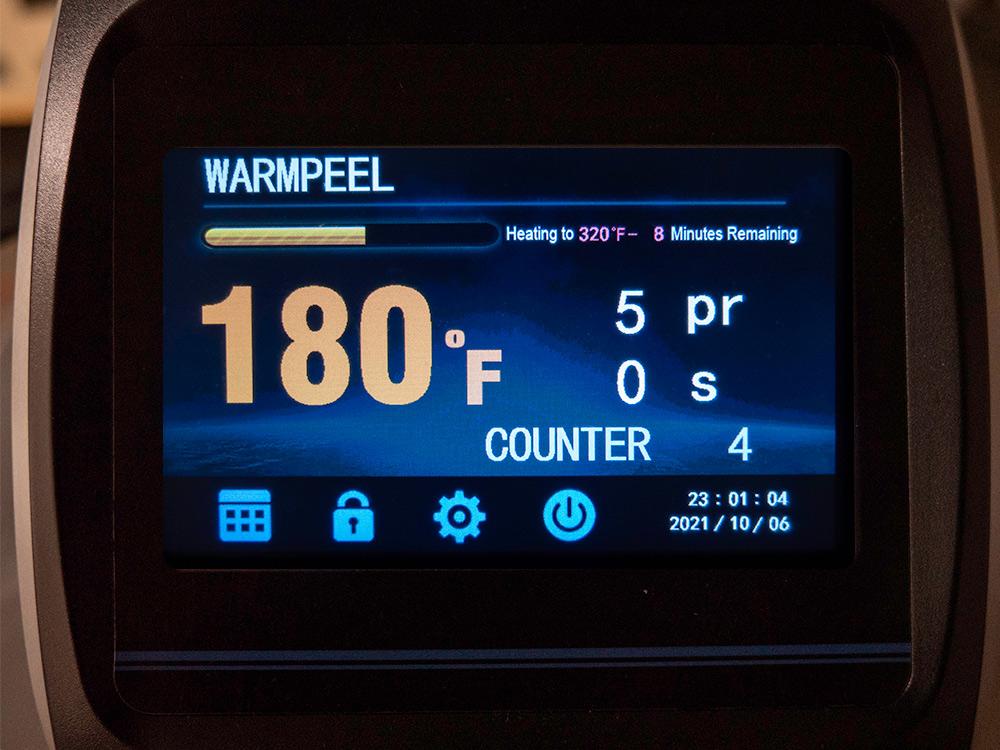 WARMPEEL
Heating to 320°F- 8 Minutes Remaining
180°F
5 pr
0 s
COUNTER 4
23 : 01 : 04
2021 / 10 / 06